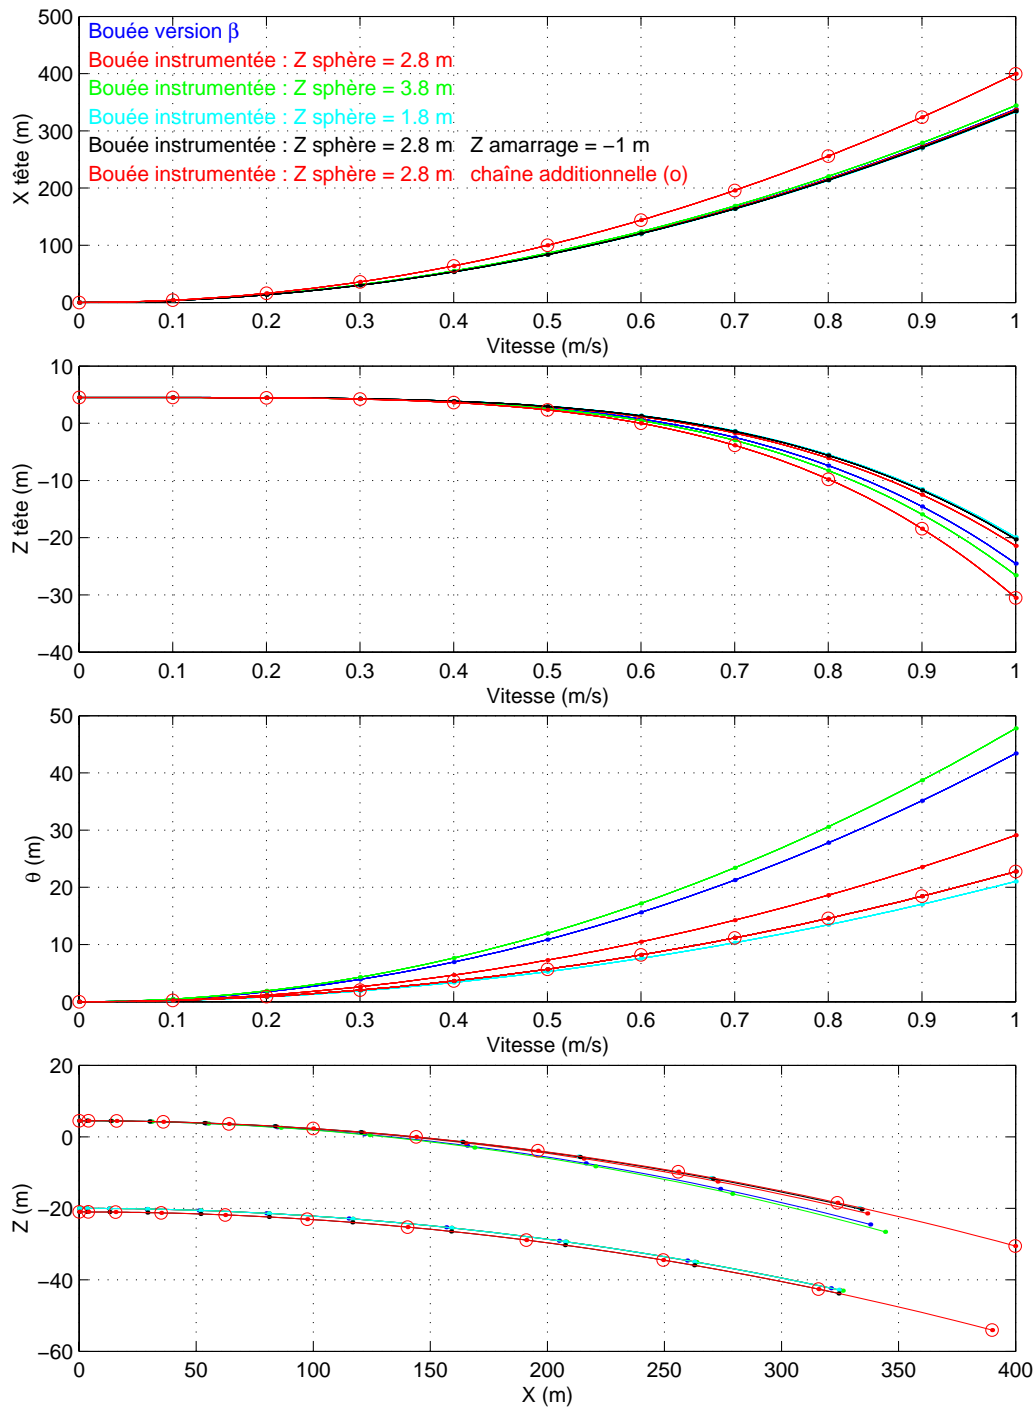 500
400
300
200
100
0
X tête (m)
Bouée version β
Bouée instrumentée : Z sphère = 2.8 m
Bouée instrumentée : Z sphère = 3.8 m
Bouée instrumentée : Z sphère = 1.8 m
Bouée instrumentée : Z sphère = 2.8 m   Z amarrage = −1 m
Bouée instrumentée : Z sphère = 2.8 m   chaîne additionnelle (o)
0 0.1 0.2 0.3 0.4 0.5 0.6 0.7 0.8 0.9 1
Vitesse (m/s)
10
0
−10
−20
−30
−40
Z tête (m)
0 0.1 0.2 0.3 0.4 0.5 0.6 0.7 0.8 0.9 1
Vitesse (m/s)
50
40
30
20
10
0
θ (m)
0 0.1 0.2 0.3 0.4 0.5 0.6 0.7 0.8 0.9 1
Vitesse (m/s)
20
0
−20
−40
−60
Z (m)
0 50 100 150 200 250 300 350 400
X (m)